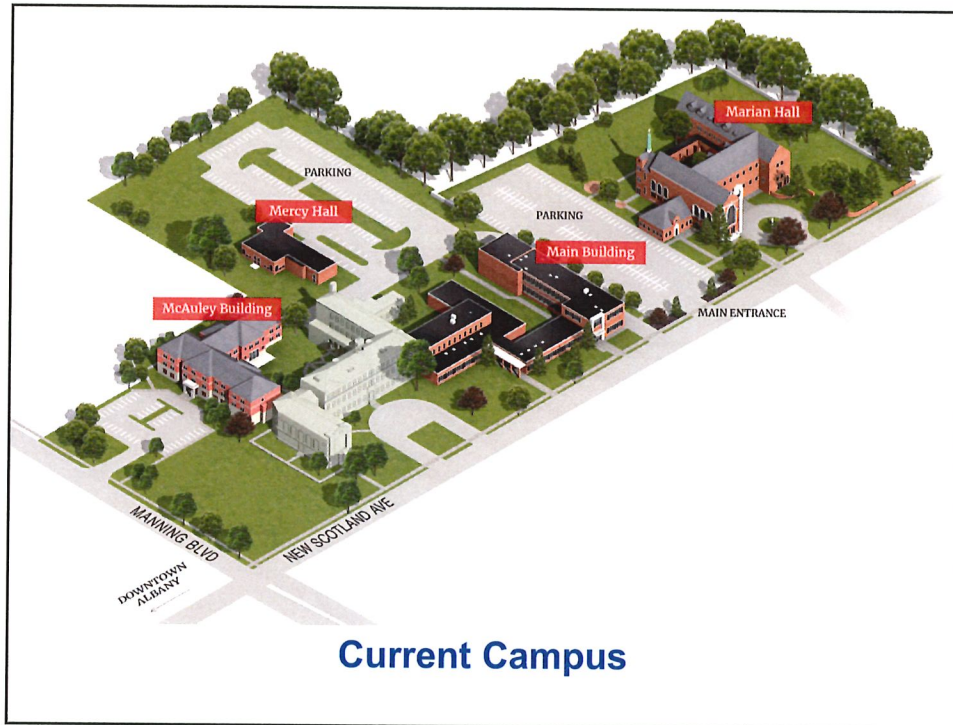 Marian Hall
PARKING
Mercy Hall
PARKING
Main Building
McAuley Building
MAIN ENTRANCE
MANNING BLVD
NEW SCOTLAND AVE
DOWNTOWN
ALBANY
Current Campus